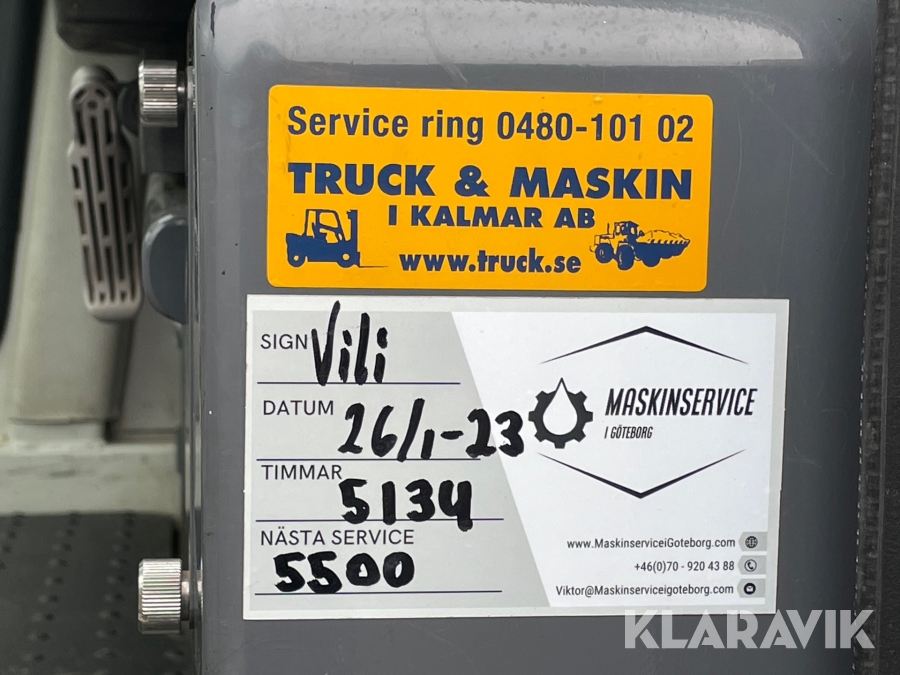 Service ring 0480-101 02
TRUCK & MASKIN
I KALMAR AB
www.truck.se
SIGN Vili
DATUM 26/1-23
TIMMAR 5134
NÄSTA SERVICE
5500
MASKINSERVICE
I GÖTEBORG
www.MaskinserviceiGoteborg.com
+46(0)70 - 920 43 88
Viktor@Maskinserviceigoteborg.com
KLARAVIK